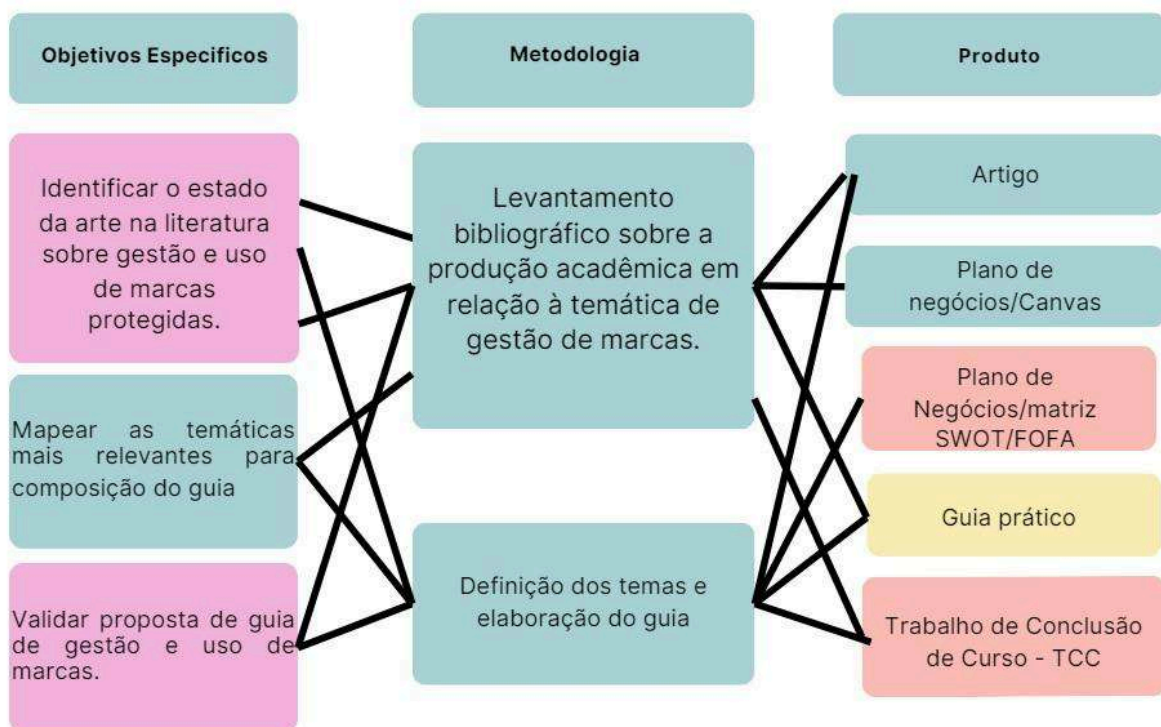 Objetivos Especificos
Metodologia
Produto
Identificar o estado
da arte na literatura
sobre gestão e uso
de marcas
protegidas.
Mapear as temáticas
mais relevantes para
composição do guia
Validar proposta de guia
de gestão e uso de
marcas.
Levantamento
bibliográfico sobre a
produção acadêmica em
relação à temática de
gestão de marcas.
Definição dos temas e
elaboração do guia
Artigo
Plano de
negócios/Canvas
Plano de
Negócios/matriz
SWOT/FOFA
Guia prático
Trabalho de Conclusão
de Curso - TCC